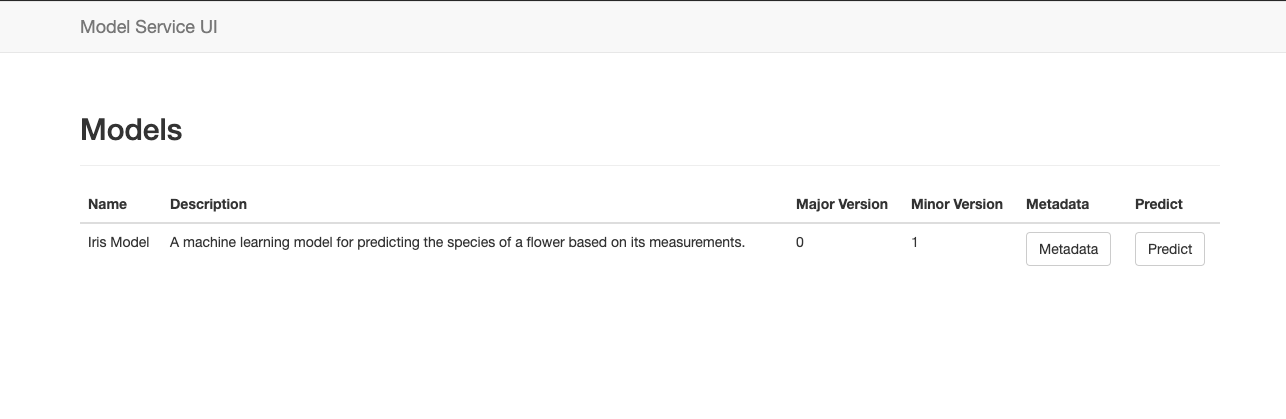 Model Service UI
Models
Name Description Major Version Minor Version Metadata Predict
Iris Model A machine learning model for predicting the species of a flower based on its measurements. 0 1 Metadata Predict